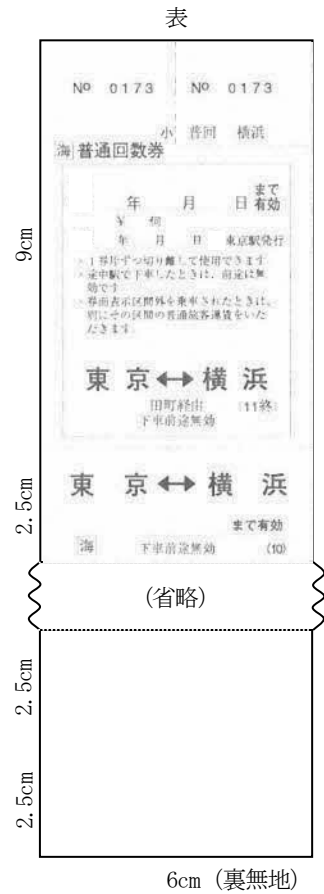 表
No 0173 No 0173
小 普回 横浜
海 普通回数券
年 月 日 まで有効
¥ 何
年 月 日 東京駅発行
・1券片ずつ切り離して使用できます
・途中駅で下車したときは、前途は無
効です
・券面表示区間外を乗車されたときは、
別にその区間の普通旅客運賃をいた
だきます。
東京↔横浜
田町経由 (11終)
下車前途無効
東京↔横浜
まで有効
海 下車前途無効 (10)
(省略)
9cm
2.5cm
2.5cm
2.5cm
6cm (裏無地)